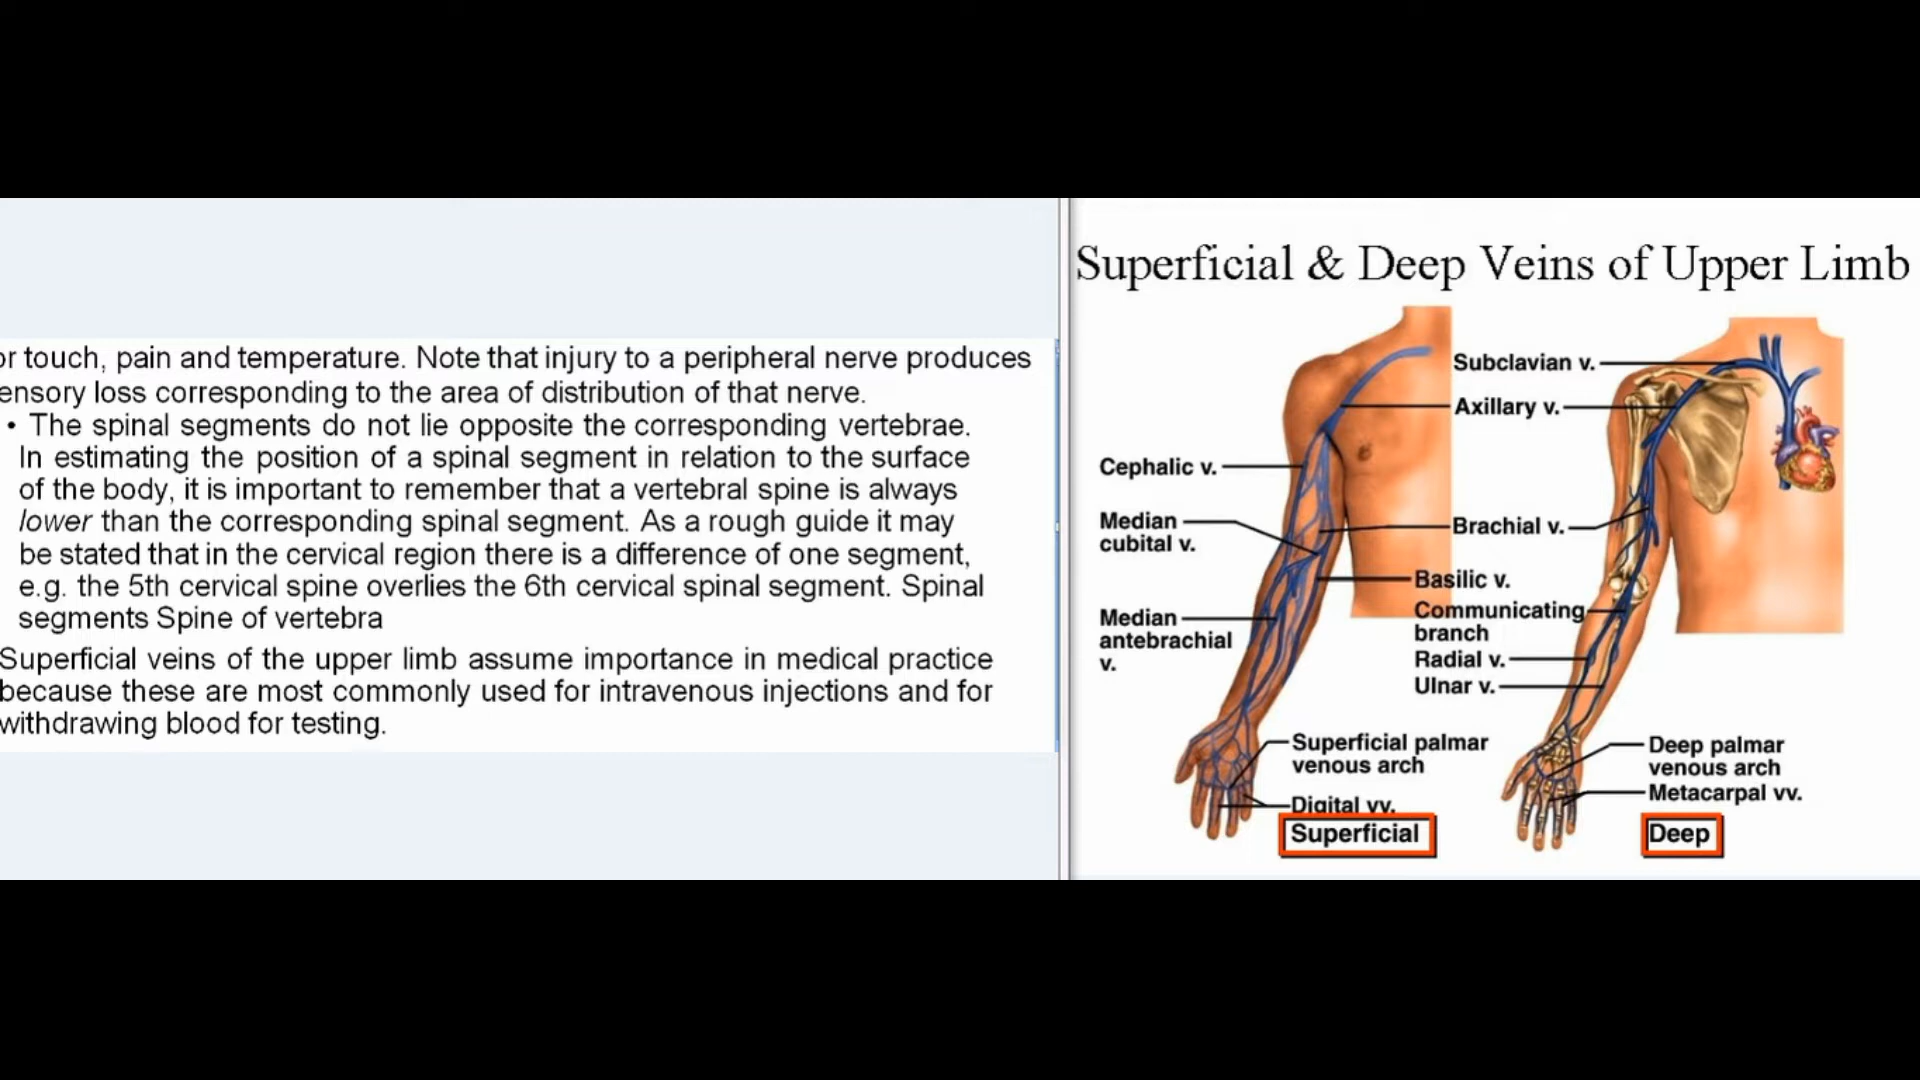 or touch, pain and temperature. Note that injury to a peripheral nerve produces
ensory loss corresponding to the area of distribution of that nerve.
• The spinal segments do not lie opposite the corresponding vertebrae.
In estimating the position of a spinal segment in relation to the surface
of the body, it is important to remember that a vertebral spine is always
lower than the corresponding spinal segment. As a rough guide it may
be stated that in the cervical region there is a difference of one segment,
e.g. the 5th cervical spine overlies the 6th cervical spinal segment. Spinal
segments Spine of vertebra
Superficial veins of the upper limb assume importance in medical practice
because these are most commonly used for intravenous injections and for
withdrawing blood for testing.
Superficial & Deep Veins of Upper Limb
Cephalic v.
Median
cubital v.
Median
antebrachial
v.
Subclavian v.
Axillary v.
Brachial v.
Basilic v.
Communicating
branch
Radial v.
Ulnar v.
Superficial palmar
venous arch
Digital vv.
Superficial
Deep palmar
venous arch
Metacarpal vv.
Deep